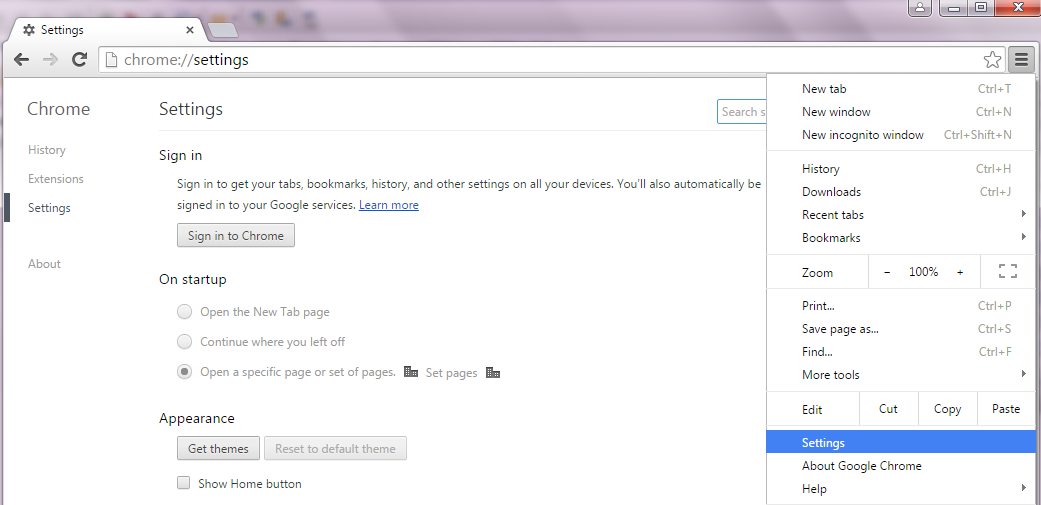 Settings
chrome://settings
Chrome
History
Extensions
Settings
About
Settings
Search s
Sign in
Sign in to get your tabs, bookmarks, history, and other settings on all your devices. You'll also automatically be
signed in to your Google services. Learn more
Sign in to Chrome
On startup
Open the New Tab page
Continue where you left off
Open a specific page or set of pages. Set pages
Appearance
Get themes Reset to default theme
Show Home button
New tab Ctrl+T
New window Ctrl+N
New incognito window Ctrl+Shift+N
History Ctrl+H
Downloads Ctrl+J
Recent tabs
Bookmarks
Zoom − 100% +
Print... Ctrl+P
Save page as... Ctrl+S
Find... Ctrl+F
More tools
Edit Cut Copy Paste
Settings
About Google Chrome
Help